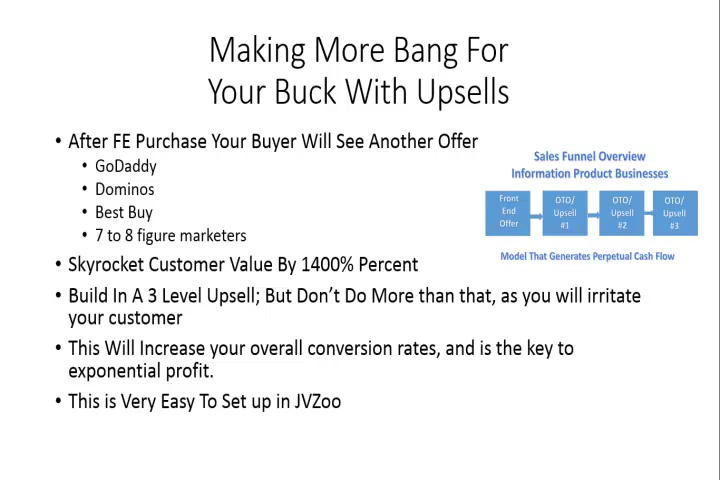 Making More Bang For
Your Buck With Upsells
• After FE Purchase Your Buyer Will See Another Offer
• GoDaddy
• Dominos
• Best Buy
• 7 to 8 figure marketers
• Skyrocket Customer Value By 1400% Percent
• Build In A 3 Level Upsell; But Don't Do More than that, as you will irritate
your customer
• This Will Increase your overall conversion rates, and is the key to
exponential profit.
• This is Very Easy To Set up in JVZoo
Sales Funnel Overview
Information Product Businesses
Front
End
Offer
OTO/
Upsell
#1
OTO/
Upsell
#2
OTO/
Upsell
#3
Model That Generates Perpetual Cash Flow